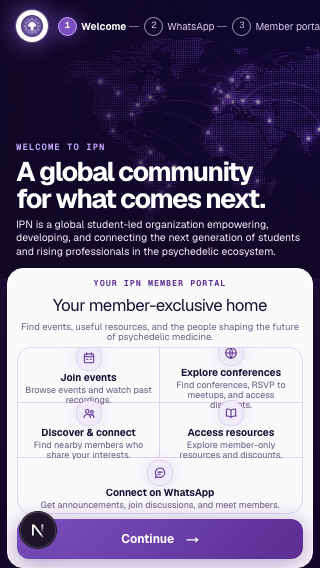 1 Welcome — 2 WhatsApp — 3 Member porta
WELCOME TO IPN
A global community
for what comes next.
IPN is a global student-led organization empowering,
developing, and connecting the next generation of students
and rising professionals in the psychedelic ecosystem.
YOUR IPN MEMBER PORTAL
Your member-exclusive home
Find events, useful resources, and the people shaping the future
of psychedelic medicine.
Join events
Browse events and watch past
recordings.
Explore conferences
Find conferences, RSVP to
meetups, and access
discounts.
Discover & connect
Find nearby members who
share your interests.
Access resources
Explore member-only
resources and discounts.
Connect on WhatsApp
Get announcements, join discussions, and meet members.
N
Continue →